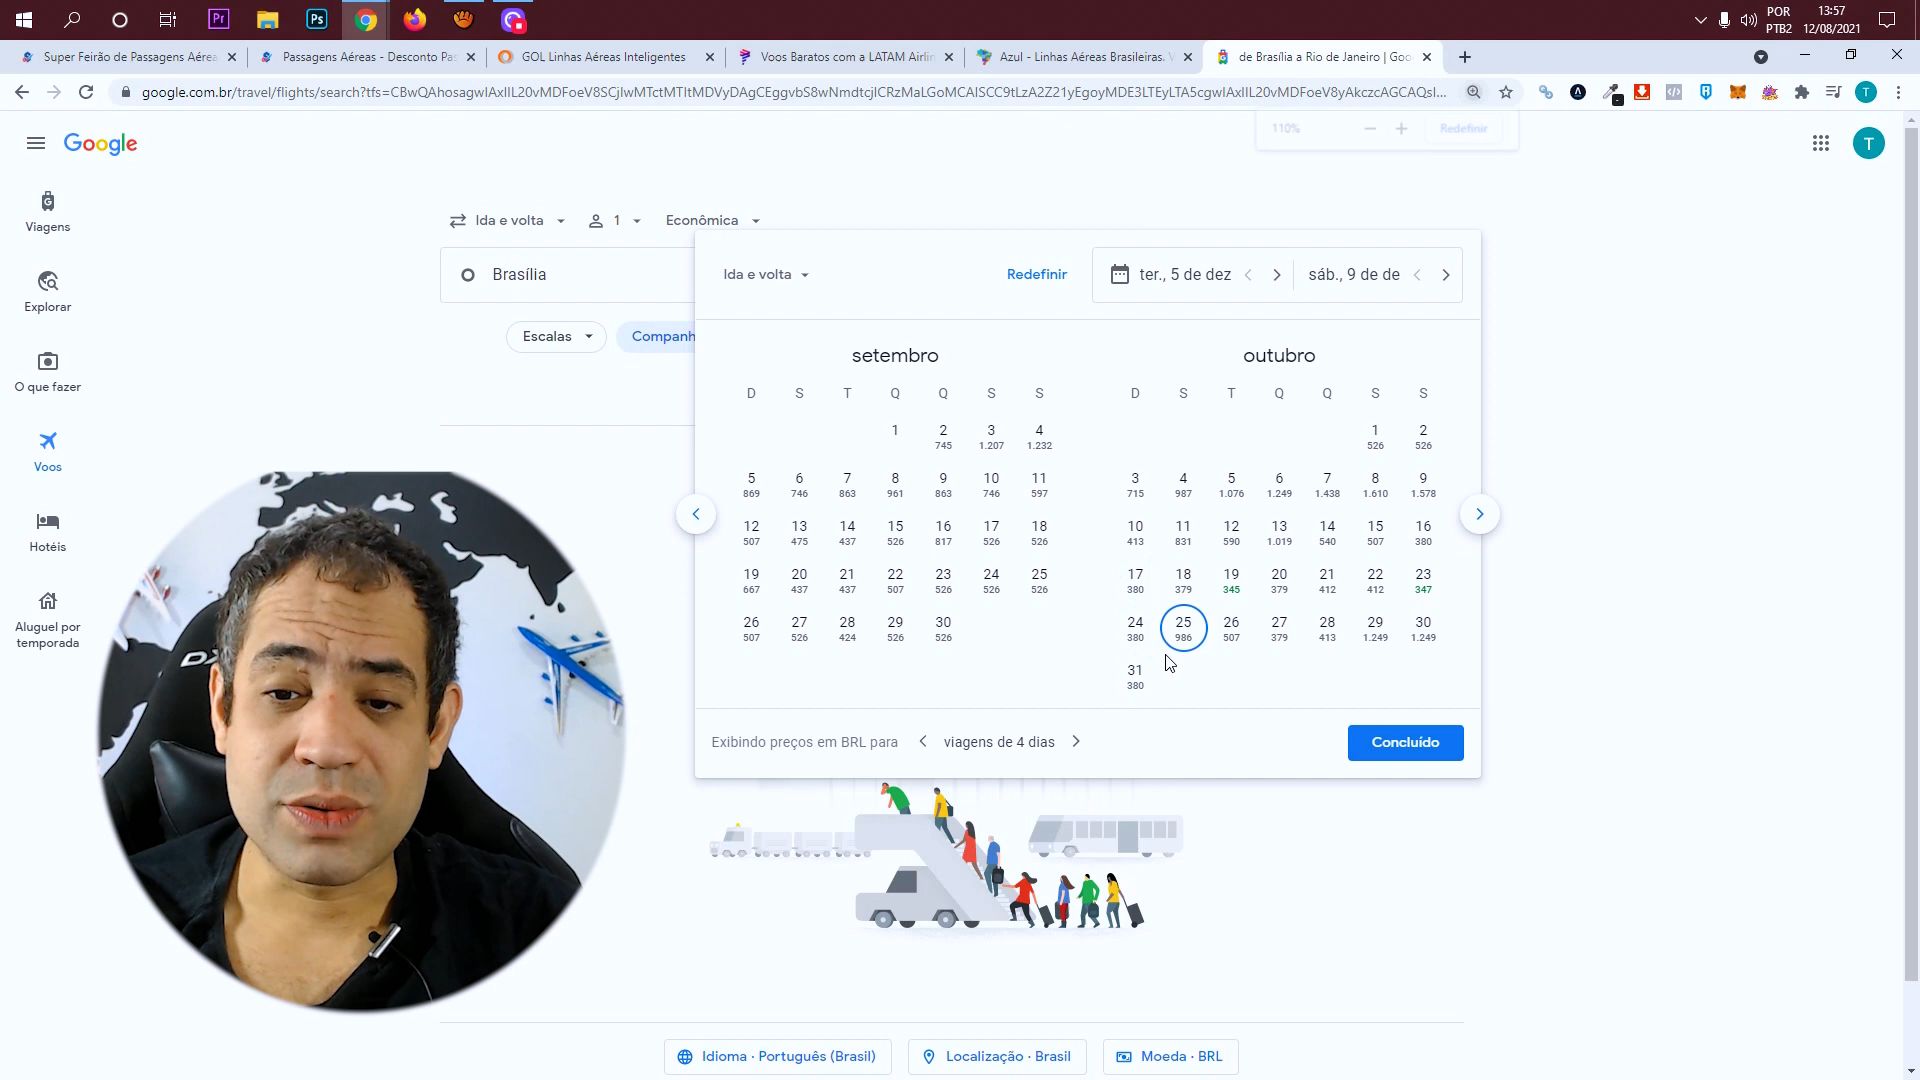 POR
PTB2
13:57
12/08/2021
Super Feirão de Passagens Aérea
Passagens Aéreas - Desconto Pas
GOL Linhas Aéreas Inteligentes
Voos Baratos com a LATAM Airlin
Azul - Linhas Aéreas Brasileiras. V
de Brasília a Rio de Janeiro | Goo
110%
Redefinir
Google
T
Viagens
Explorar
O que fazer
Voos
Hotéis
Aluguel por
temporada
Ida e volta
1
Econômica
Brasília
Escalas
Companh
Ida e volta
Redefinir
ter., 5 de dez
sáb., 9 de de
setembro
D S T Q Q S S
1 2 3 4
745 1.207 1.232
5 6 7 8 9 10 11
869 746 863 961 863 746 597
12 13 14 15 16 17 18
507 475 437 526 817 526 526
19 20 21 22 23 24 25
667 437 437 507 526 526 526
26 27 28 29 30
507 526 424 526 526
outubro
D S T Q Q S S
1 2
526 526
3 4 5 6 7 8 9
715 987 1.076 1.249 1.438 1.610 1.578
10 11 12 13 14 15 16
413 831 590 1.019 540 507 380
17 18 19 20 21 22 23
380 379 345 379 412 412 347
24 25 26 27 28 29 30
380 986 507 379 413 1.249 1.249
31
380
Exibindo preços em BRL para
viagens de 4 dias
Concluído
DX
Idioma · Português (Brasil)
Localização · Brasil
Moeda · BRL